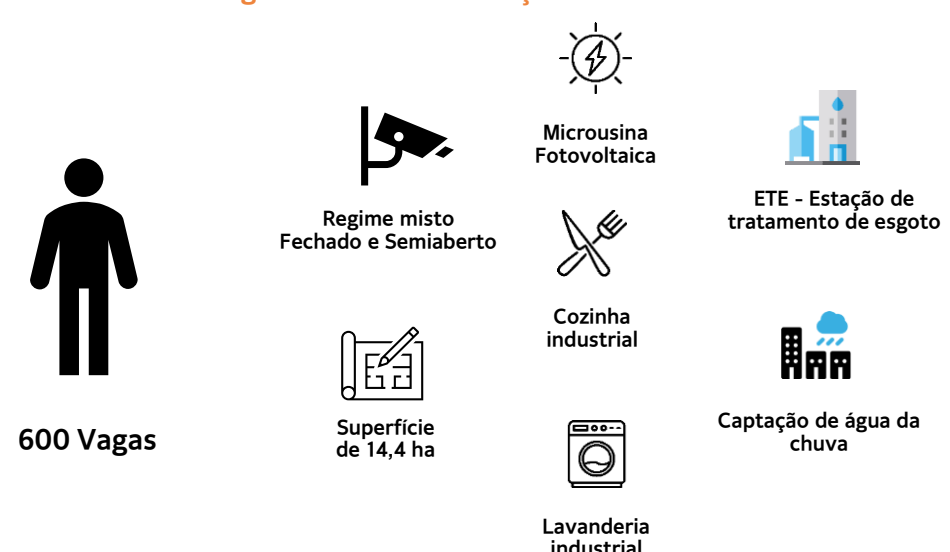 600 Vagas
Regime misto
Fechado e Semiaberto
Superfície
de 14,4 ha
Microusina
Fotovoltaica
Cozinha
industrial
Lavanderia
industrial
ETE - Estação de
tratamento de esgoto
Captação de água da
chuva